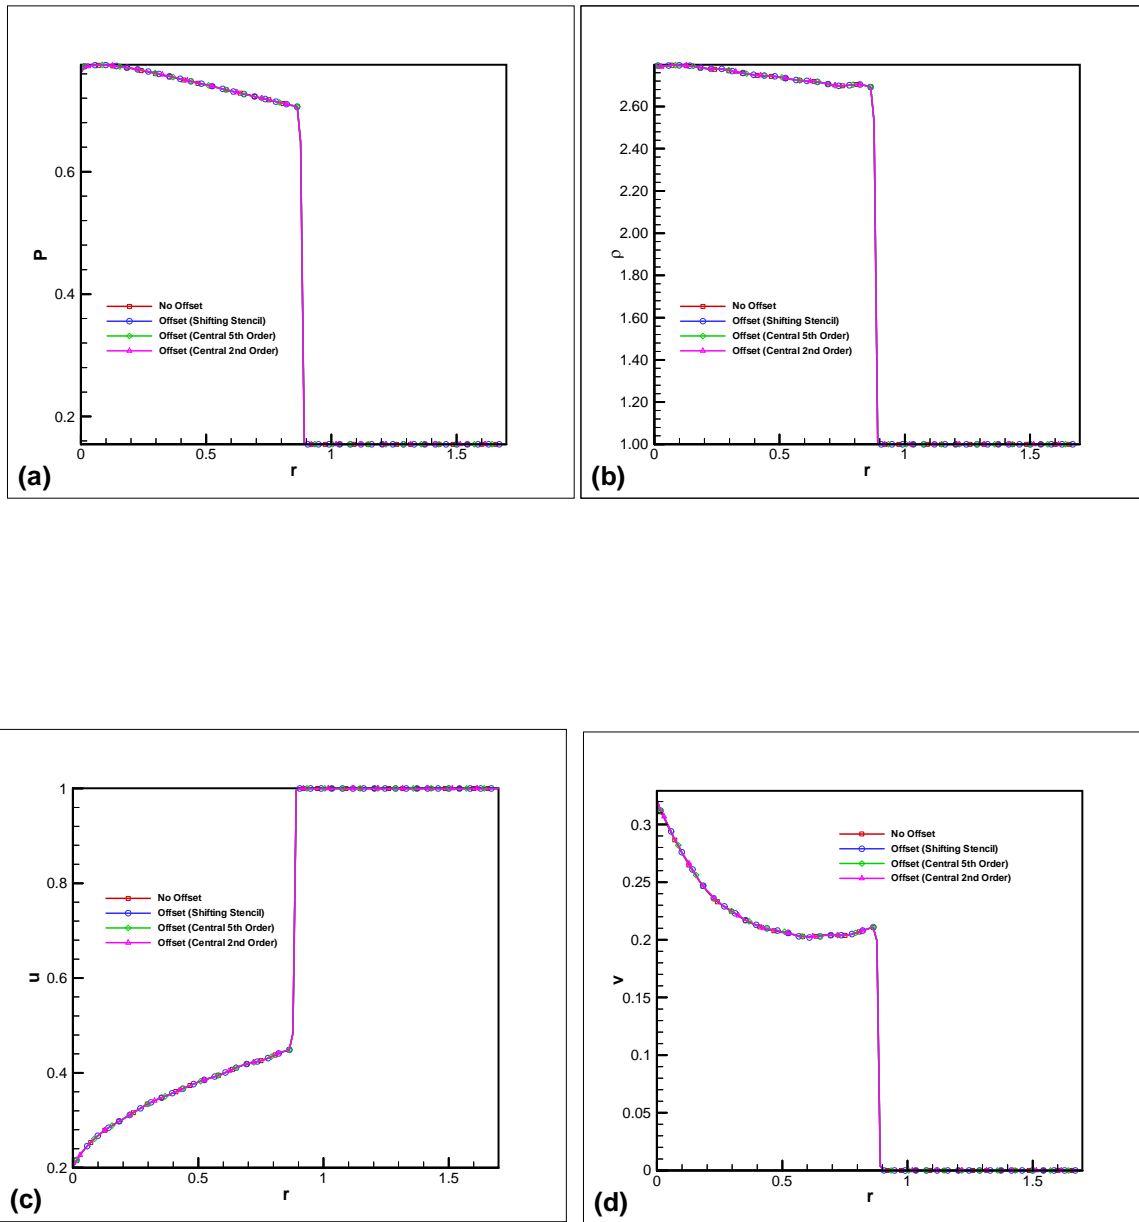 0.6
0.4
0.2
P
No Offset
Offset (Shifting Stencil)
Offset (Central 5th Order)
Offset (Central 2nd Order)
0 0.5 1 1.5
r
(a)
2.60
2.40
2.20
2.00
1.80
1.60
1.40
1.20
1.00
ρ
No Offset
Offset (Shifting Stencil)
Offset (Central 5th Order)
Offset (Central 2nd Order)
0 0.5 1 1.5
r
(b)
1
0.8
0.6
0.4
0.2
u
No Offset
Offset (Shifting Stencil)
Offset (Central 5th Order)
Offset (Central 2nd Order)
0 0.5 1 1.5
r
(c)
0.3
0.25
0.2
0.15
0.1
0.05
0
v
No Offset
Offset (Shifting Stencil)
Offset (Central 5th Order)
Offset (Central 2nd Order)
0 0.5 1 1.5
r
(d)